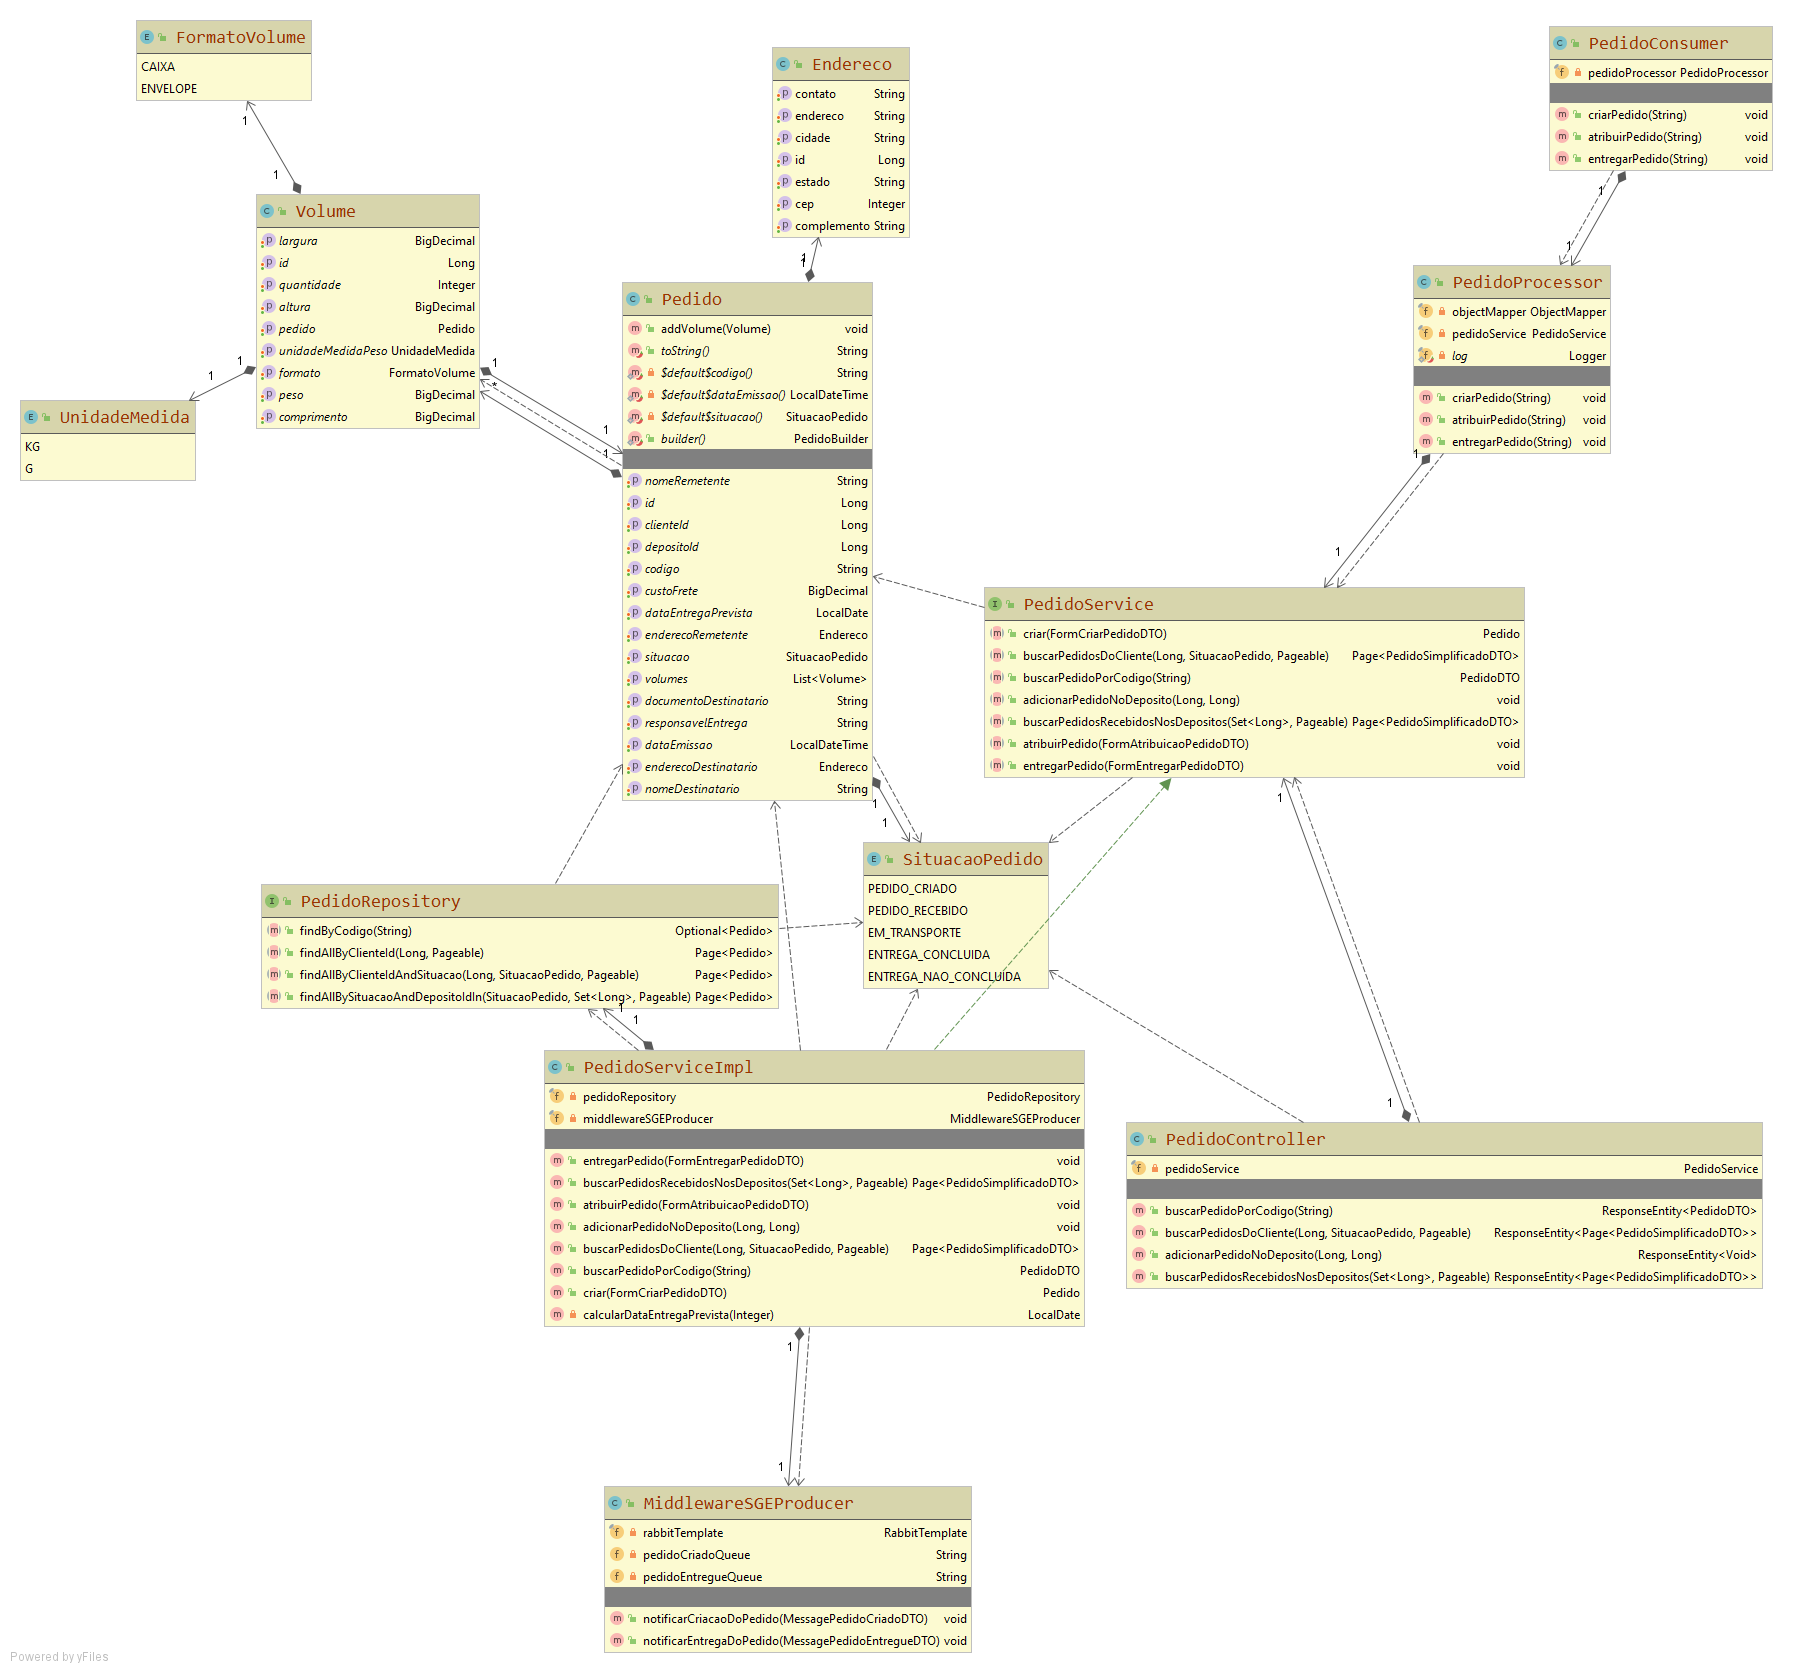 FormatoVolume
CAIXA
ENVELOPE
1
1
Volume
largura BigDecimal
id Long
quantidade Integer
altura BigDecimal
pedido Pedido
unidadeMedidaPeso UnidadeMedida
formato FormatoVolume
peso BigDecimal
comprimento BigDecimal
1
1
UnidadeMedida
KG
G
Endereco
contato String
endereco String
cidade String
id Long
estado String
cep Integer
complemento String
1
1
Pedido
addVolume(Volume) void
toString() String
$default$codigo() String
$default$dataEmissao() LocalDateTime
$default$situacao() SituacaoPedido
builder() PedidoBuilder
nomeRemetente String
id Long
clienteId Long
depositoId Long
codigo String
custoFrete BigDecimal
dataEntregaPrevista LocalDate
enderecoRemetente Endereco
situacao SituacaoPedido
volumes List<Volume>
documentoDestinatario String
responsavelEntrega String
dataEmissao LocalDateTime
enderecoDestinatario Endereco
nomeDestinatario String
1
*
1
1
1
1
PedidoConsumer
pedidoProcessor PedidoProcessor
criarPedido(String) void
atribuirPedido(String) void
entregarPedido(String) void
1
1
PedidoProcessor
objectMapper ObjectMapper
pedidoService PedidoService
log Logger
criarPedido(String) void
atribuirPedido(String) void
entregarPedido(String) void
1
1
PedidoService
criar(FormCriarPedidoDTO) Pedido
buscarPedidosDoCliente(Long, SituacaoPedido, Pageable) Page<PedidoSimplificadoDTO>
buscarPedidoPorCodigo(String) PedidoDTO
adicionarPedidoNoDeposito(Long, Long) void
buscarPedidosRecebidosNosDepositos(Set<Long>, Pageable) Page<PedidoSimplificadoDTO>
atribuirPedido(FormAtribuicaoPedidoDTO) void
entregarPedido(FormEntregarPedidoDTO) void
1
SituacaoPedido
PEDIDO_CRIADO
PEDIDO_RECEBIDO
EM_TRANSPORTE
ENTREGA_CONCLUIDA
ENTREGA_NAO_CONCLUIDA
PedidoRepository
findByCodigo(String) Optional<Pedido>
findAllByClienteId(Long, Pageable) Page<Pedido>
findAllByClienteIdAndSituacao(Long, SituacaoPedido, Pageable) Page<Pedido>
findAllBySituacaoAndDepositoIdIn(SituacaoPedido, Set<Long>, Pageable) Page<Pedido>
1
1
PedidoServiceImpl
pedidoRepository PedidoRepository
middlewareSGEProducer MiddlewareSGEProducer
entregarPedido(FormEntregarPedidoDTO) void
buscarPedidosRecebidosNosDepositos(Set<Long>, Pageable) Page<PedidoSimplificadoDTO>
atribuirPedido(FormAtribuicaoPedidoDTO) void
adicionarPedidoNoDeposito(Long, Long) void
buscarPedidosDoCliente(Long, SituacaoPedido, Pageable) Page<PedidoSimplificadoDTO>
buscarPedidoPorCodigo(String) PedidoDTO
criar(FormCriarPedidoDTO) Pedido
calcularDataEntregaPrevista(Integer) LocalDate
1
1
1
PedidoController
pedidoService PedidoService
buscarPedidoPorCodigo(String) ResponseEntity<PedidoDTO>
buscarPedidosDoCliente(Long, SituacaoPedido, Pageable) ResponseEntity<Page<PedidoSimplificadoDTO>>
adicionarPedidoNoDeposito(Long, Long) ResponseEntity<Void>
buscarPedidosRecebidosNosDepositos(Set<Long>, Pageable) ResponseEntity<Page<PedidoSimplificadoDTO>>
MiddlewareSGEProducer
rabbitTemplate RabbitTemplate
pedidoCriadoQueue String
pedidoEntregueQueue String
notificarCriacaoDoPedido(MessagePedidoCriadoDTO) void
notificarEntregaDoPedido(MessagePedidoEntregueDTO) void
Powered by yFiles